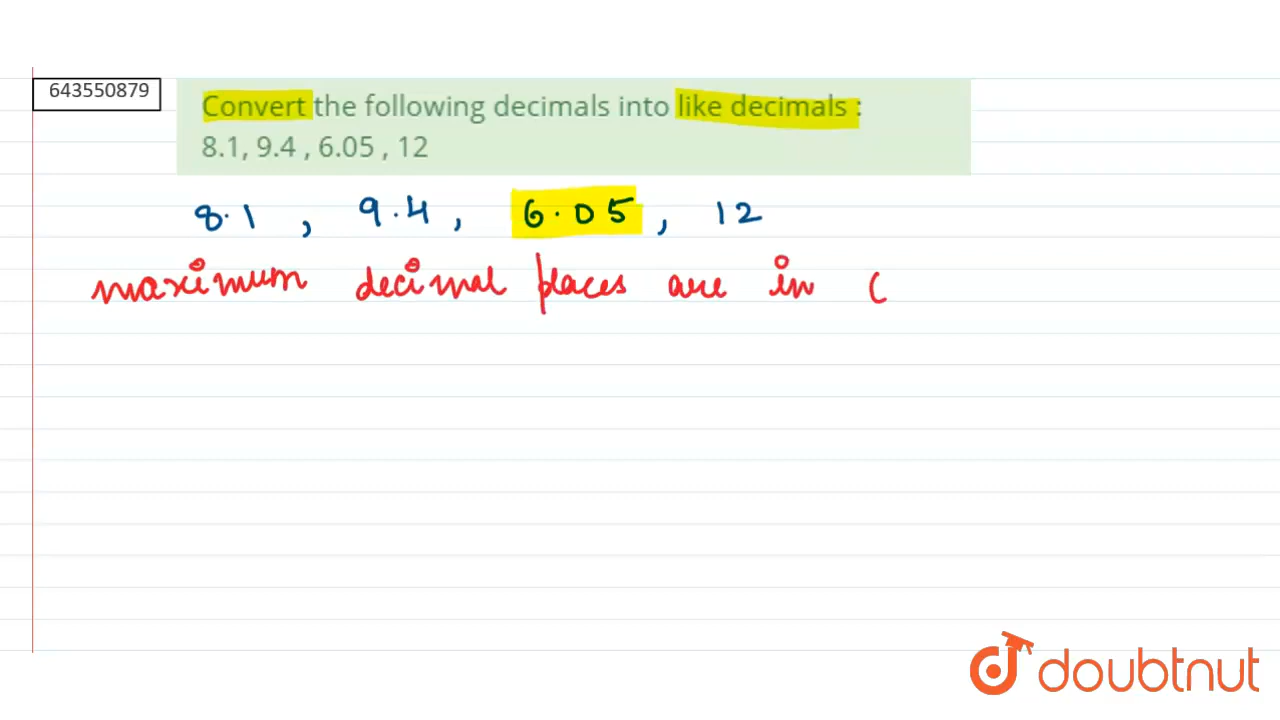 643550879
Convert the following decimals into like decimals :
8.1, 9.4 , 6.05 , 12
8.1 , 9.4 , 6.05 , 12
maximum decimal places are in (
doubtnut